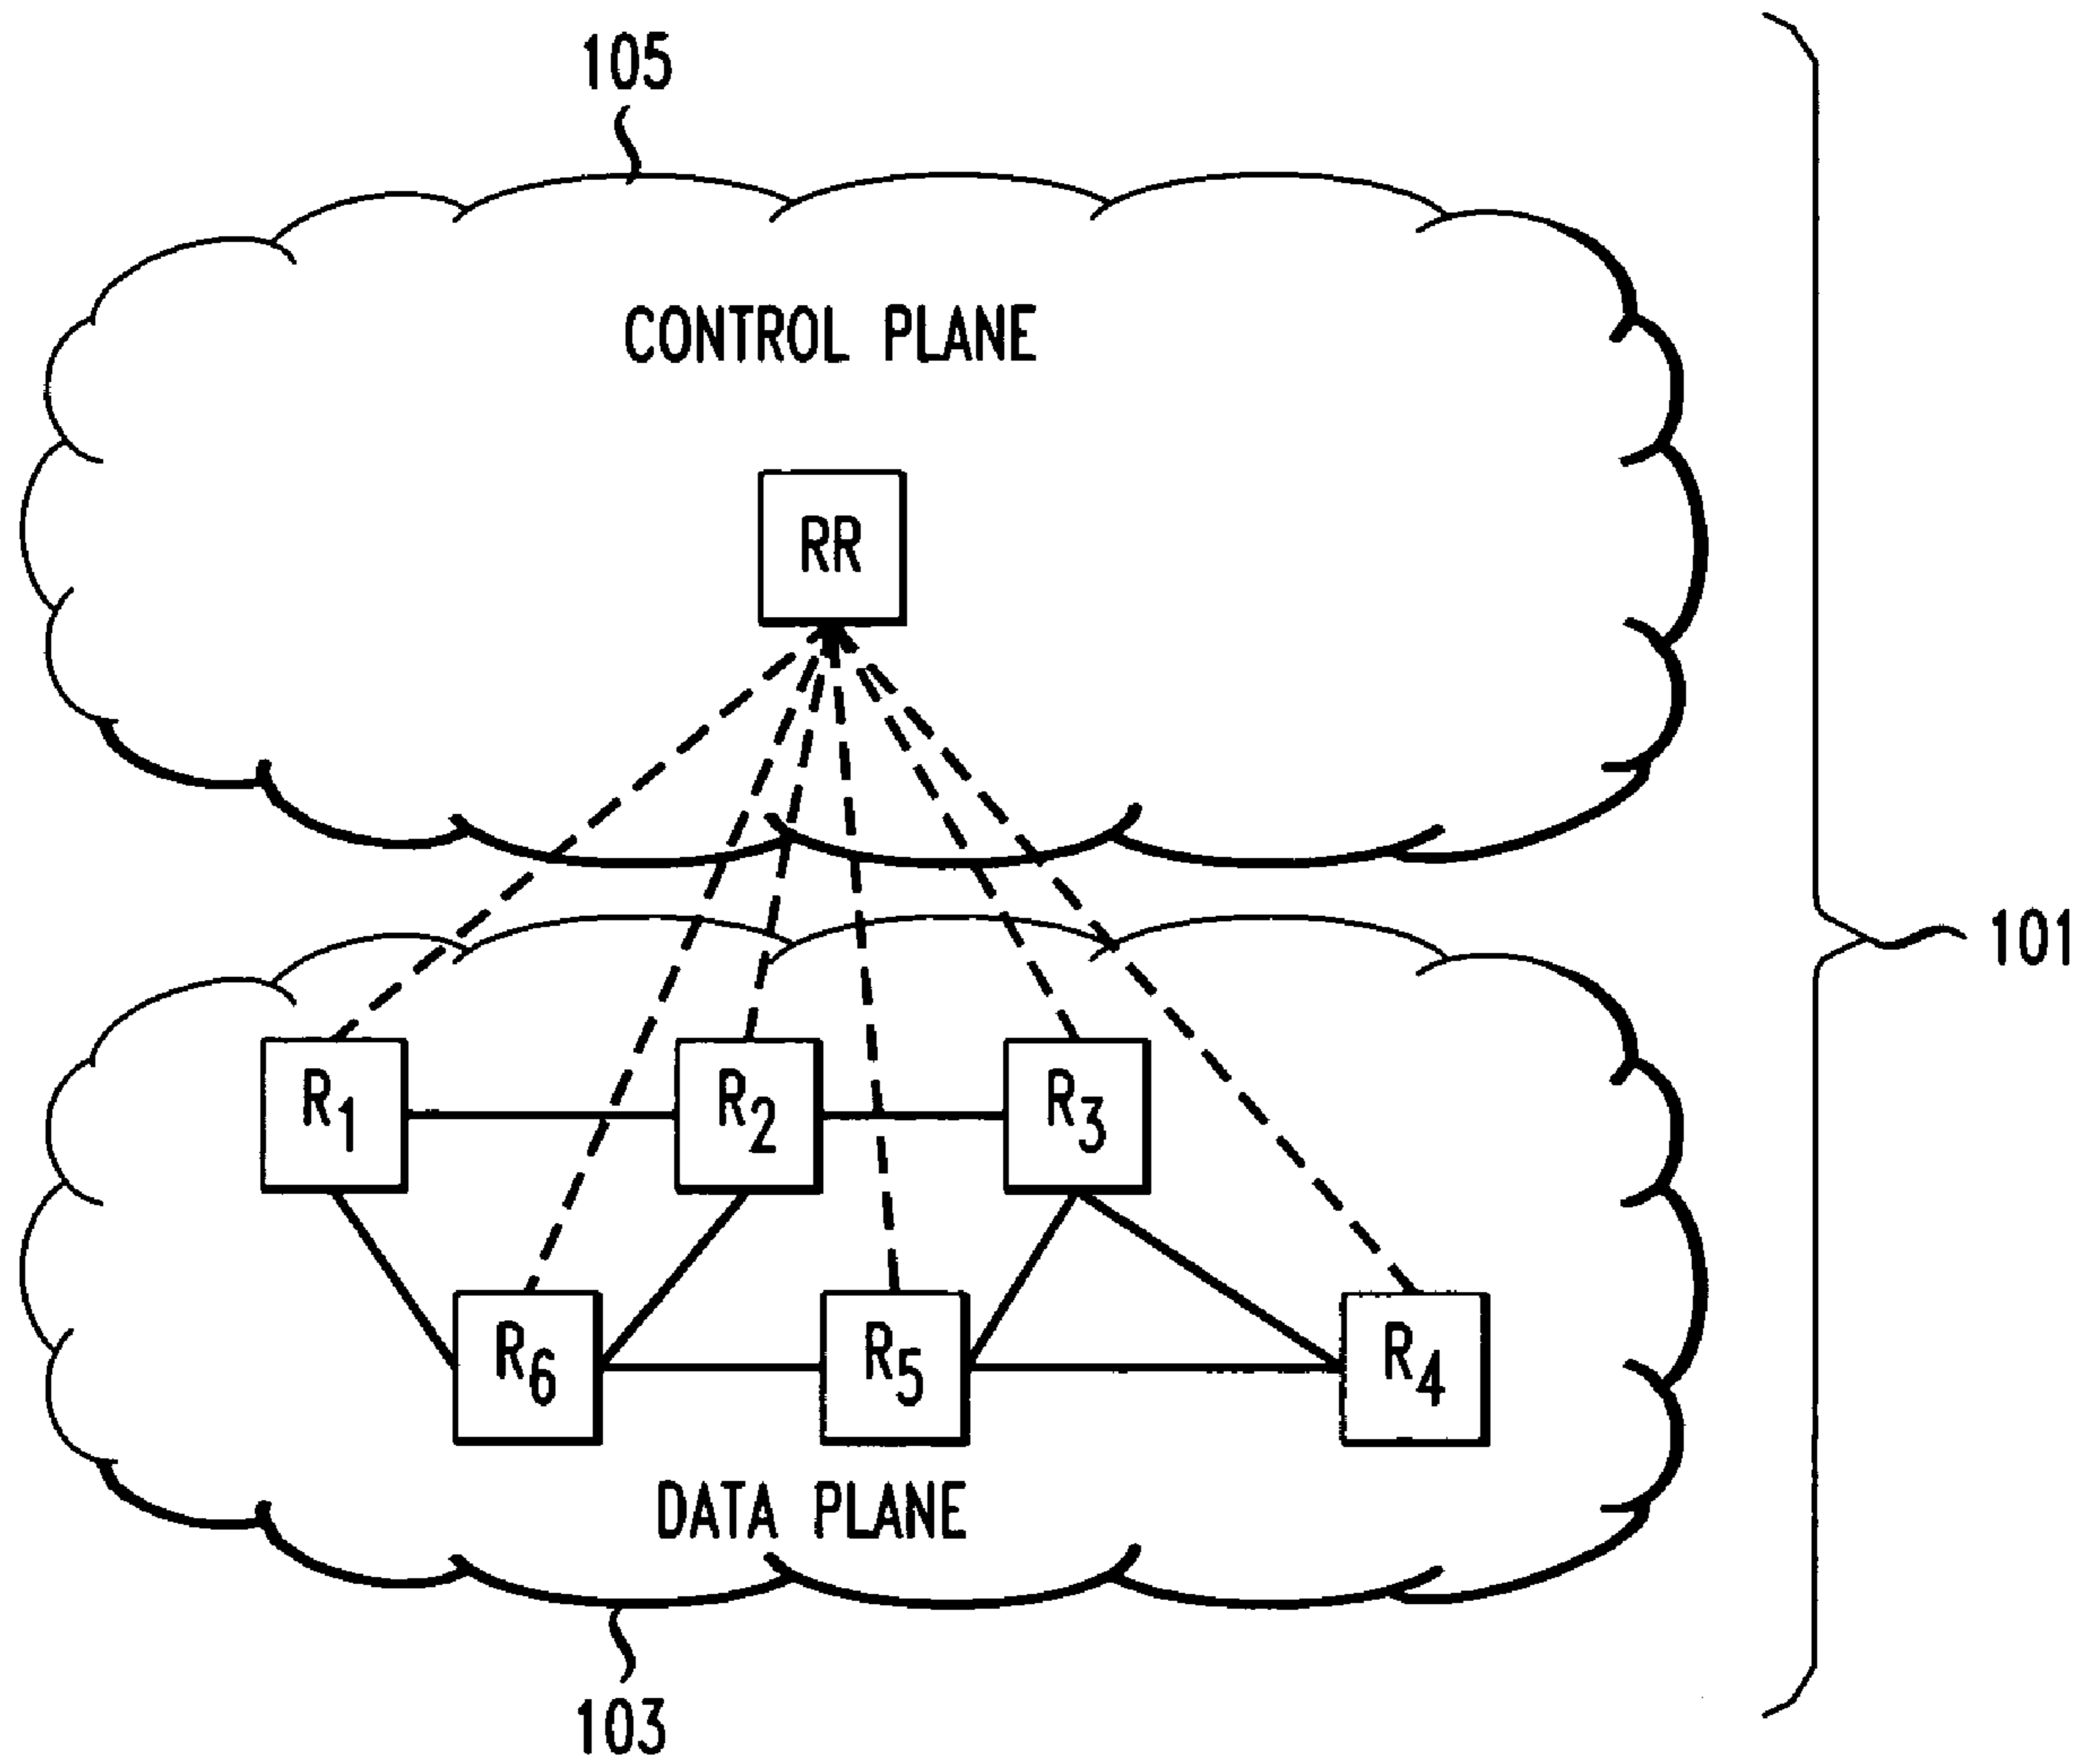 105
CONTROL PLANE
RR
101
R1
R2
R3
R6
R5
R4
DATA PLANE
103